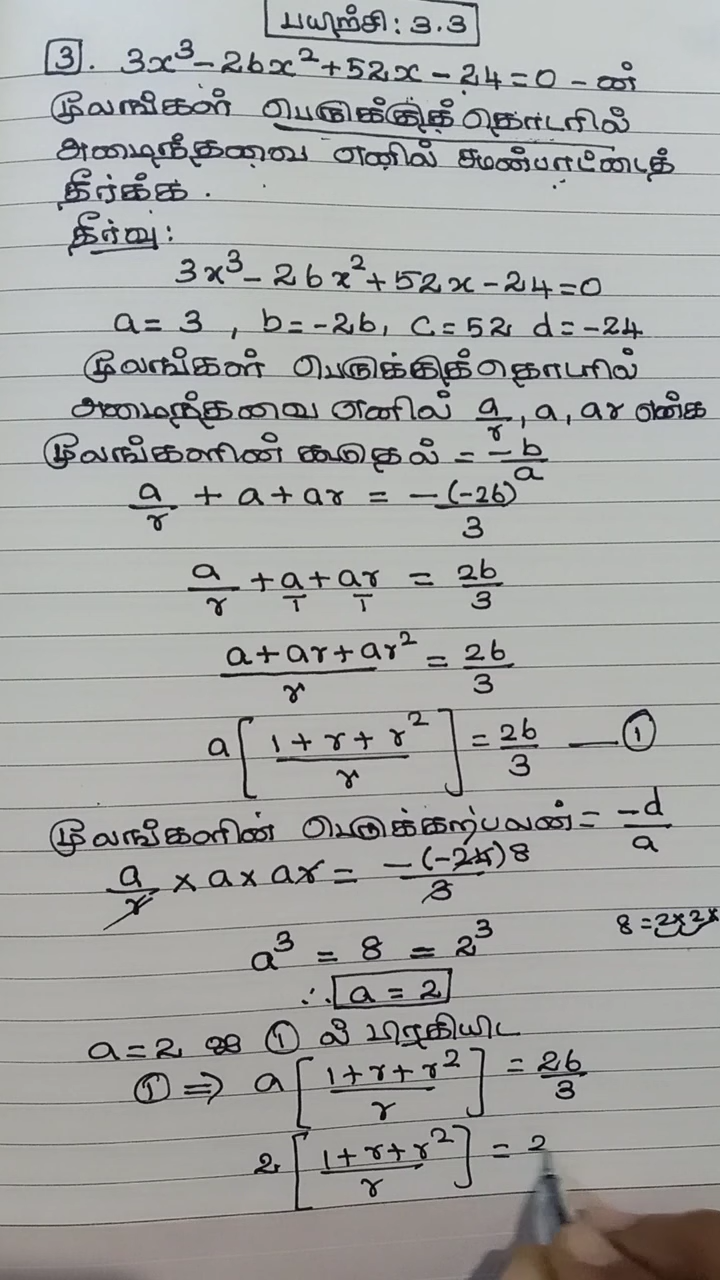 பயிற்சி: 3.3
3. 3x³ - 26x² + 52x - 24 = 0 - ன்
மூலங்கள் பெருக்குத் தொடரில்
அமைந்தவை எனில் சமன்பாட்டைத்
தீர்க்க.
தீர்வு:
3x³ - 26x² + 52x - 24 = 0
a = 3, b = -26, c = 52, d = -24
மூலங்கள் பெருக்குத்தொடரில்
அமைந்தவை எனில் a/r, a, ar என்க
மூலங்களின் கூடுதல் = -b/a
a/r + a + ar = -(-26)/3
a/r + a/1 + ar/1 = 26/3
(a + ar + ar²)/r = 26/3
a[(1 + r + r²)/r] = 26/3 — ①
மூலங்களின் பெருக்கற்பலன் = -d/a
a/r × a × ar = -(-24)/3 8
a³ = 8 = 2³ 8 = 2×2×
∴ a = 2
a = 2 ஐ ① ல் பிரதியிட
① ⇒ a[(1 + r + r²)/r] = 26/3
2[(1 + r + r²)/r] = 2